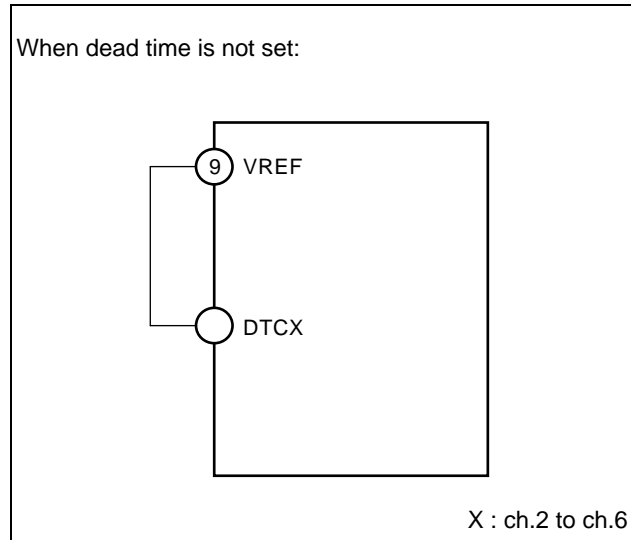 When dead time is not set:
9 VREF
DTCX
X : ch.2 to ch.6